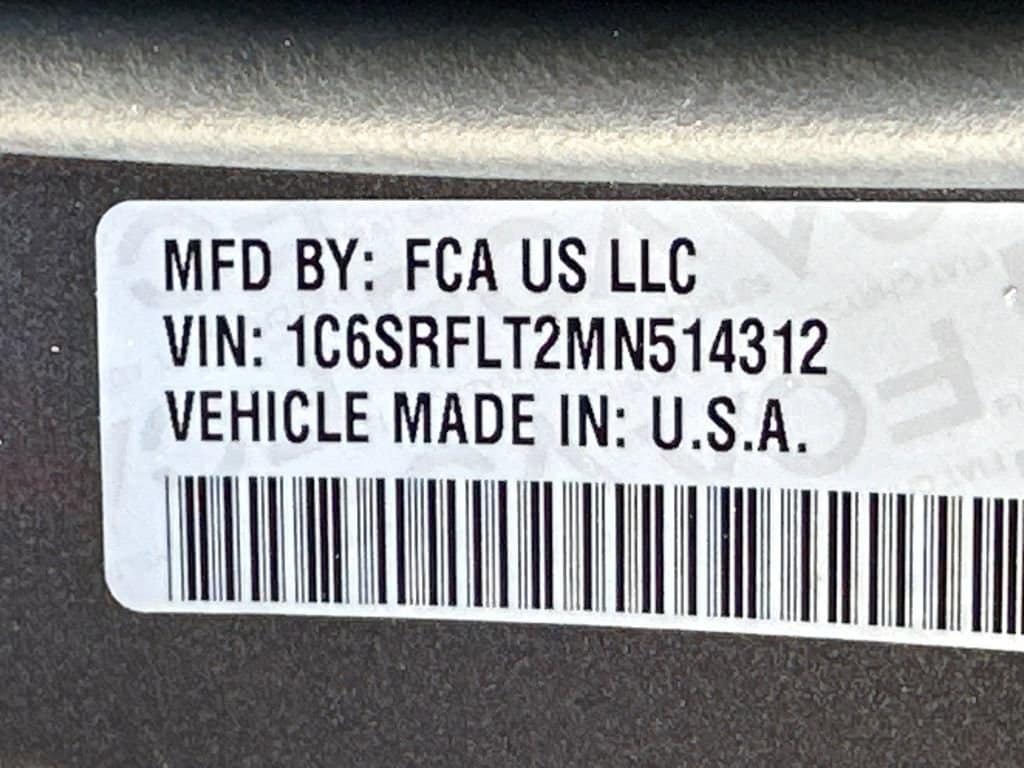 MFD BY: FCA US LLC
VIN: 1C6SRFLT2MN514312
VEHICLE MADE IN: U.S.A.